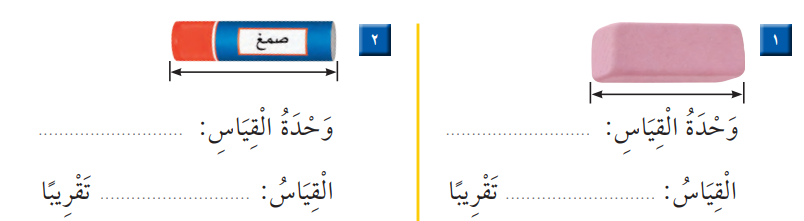 ١
وَحْدَةُ الْقِيَاسِ: ............................
الْقِيَاسُ: ............................ تَقْرِيبًا
٢
صمغ
وَحْدَةُ الْقِيَاسِ: ............................
الْقِيَاسُ: ............................ تَقْرِيبًا